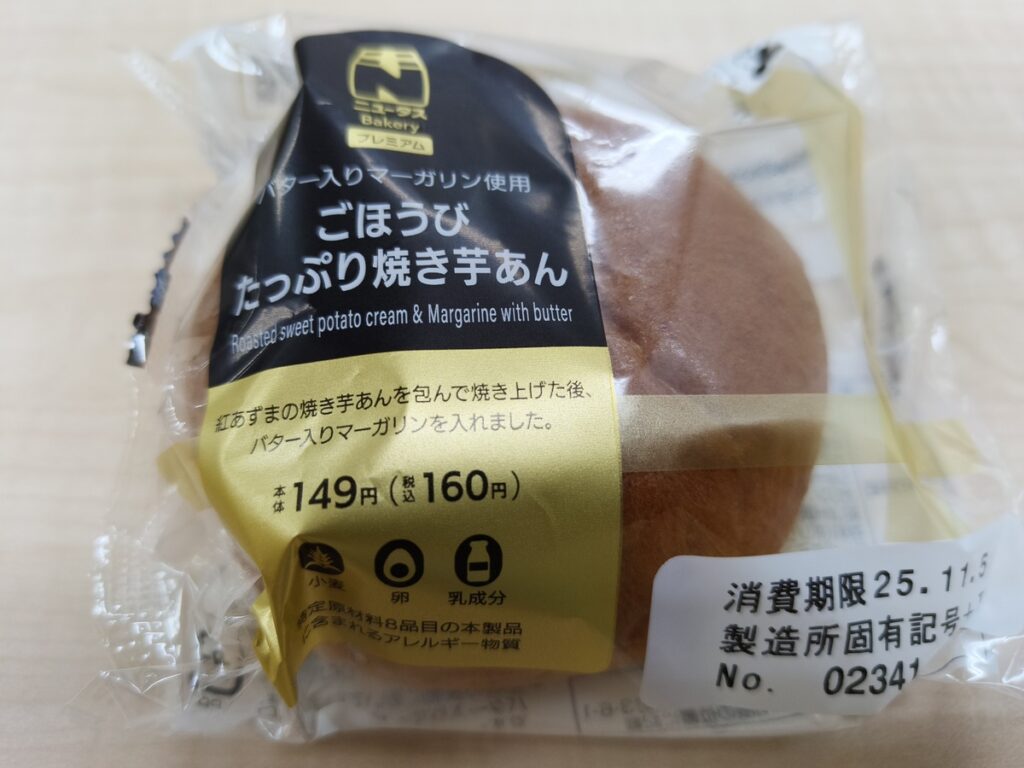 ニューデイズ
Bakery
プレミアム
バター入りマーガリン使用
ごほうび
たっぷり焼き芋あん
Roasted sweet potato cream & Margarine with butter
紅あずまの焼き芋あんを包んで焼き上げた後、
バター入りマーガリンを入れました。
本体149円(税込160円)
小麦 卵 乳成分
特定原材料8品目の本製品
に含まれるアレルギー物質
消費期限25.11.5
製造所固有記号+
No. 02341